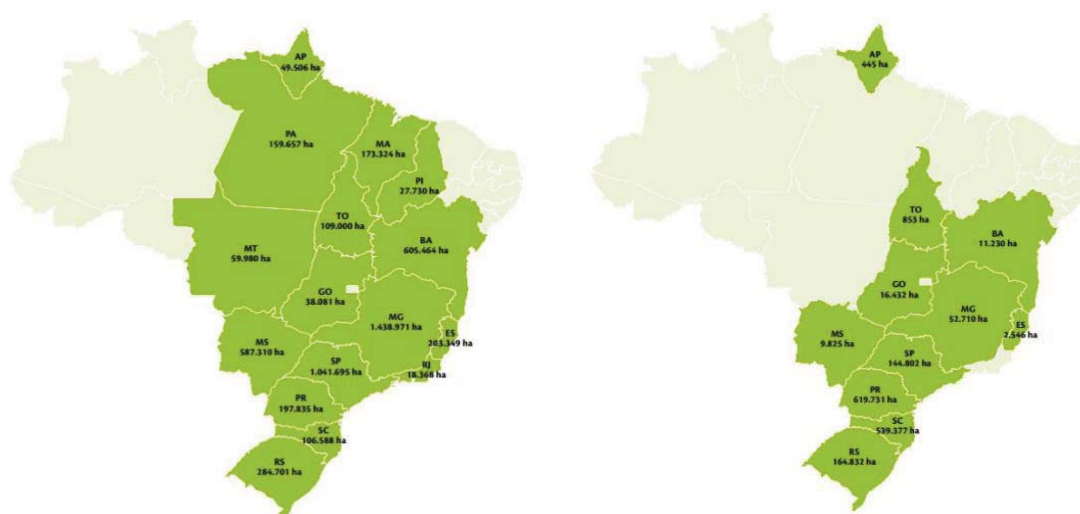 AP
49.506 ha
PA
159.657 ha
MA
173.324 ha
PI
27.730 ha
TO
109.000 ha
BA
605.464 ha
MT
59.980 ha
GO
38.081 ha
MG
1.438.971 ha
ES
203.349 ha
MS
587.310 ha
SP
1.041.695 ha
RJ
18.368 ha
PR
197.835 ha
SC
106.588 ha
RS
284.701 ha
AP
445 ha
TO
853 ha
BA
11.230 ha
GO
16.432 ha
MG
52.710 ha
ES
2.546 ha
MS
9.825 ha
SP
144.802 ha
PR
619.731 ha
SC
539.377 ha
RS
164.832 ha